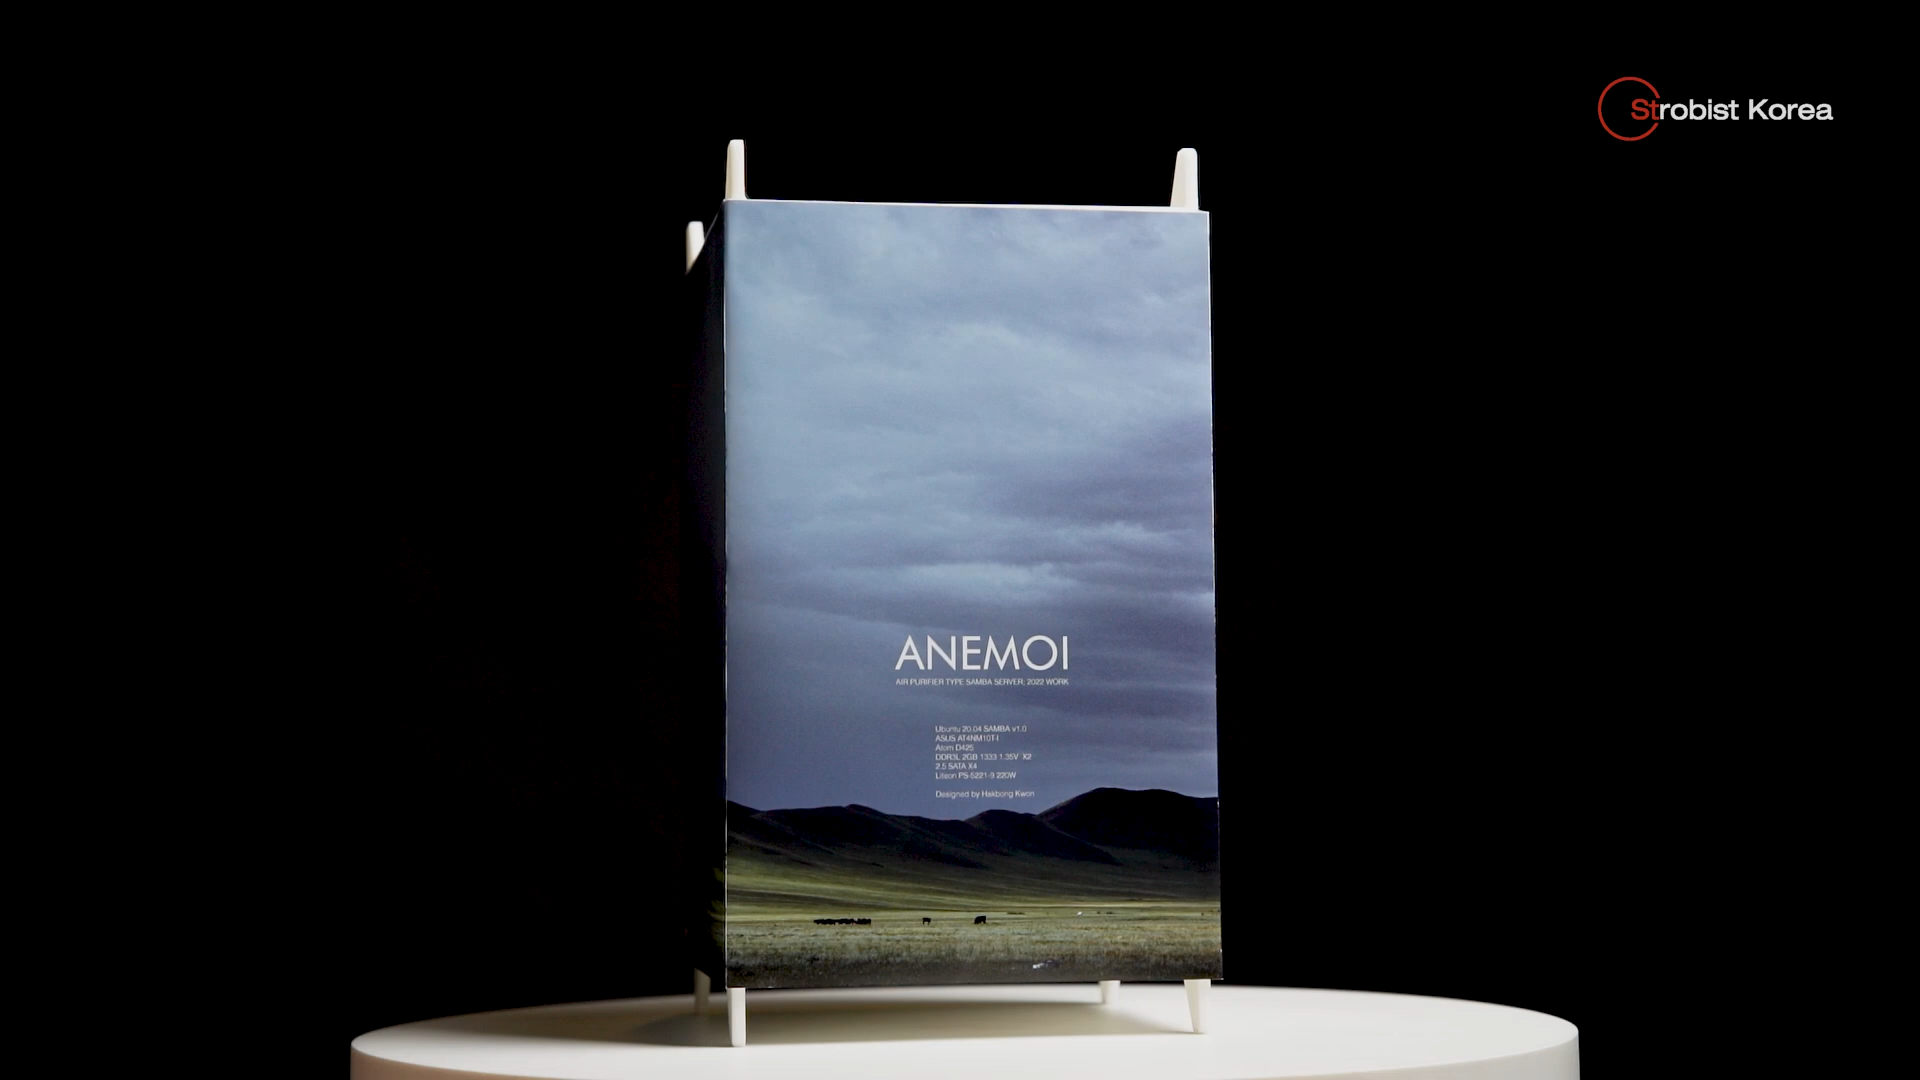 Strobist Korea
ANEMOI
AIR PURIFIER TYPE SAMBA SERVER, 2022 WORK
Ubuntu 20.04 SAMBA v1.0
ASUS AT4NM10T-I
Atom D425
DDR3L 2GB 1333 1.35V X2
2.5 SATA X4
Liteon PS-5221-9 220W
Designed by Hakbong Kwon